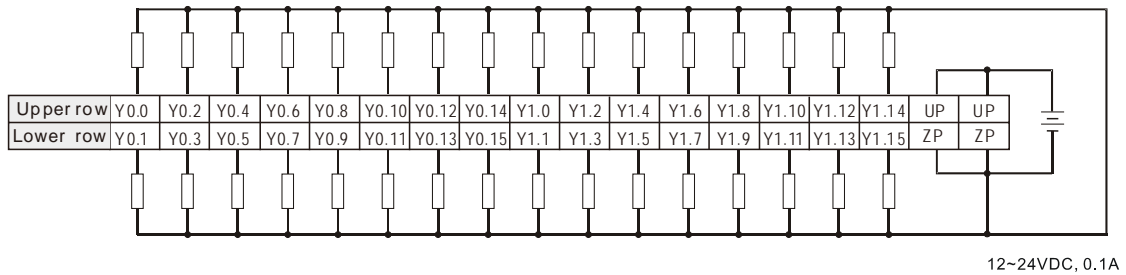 Upper row Y0.0 Y0.2 Y0.4 Y0.6 Y0.8 Y0.10 Y0.12 Y0.14 Y1.0 Y1.2 Y1.4 Y1.6 Y1.8 Y1.10 Y1.12 Y1.14 UP UP
Lower row Y0.1 Y0.3 Y0.5 Y0.7 Y0.9 Y0.11 Y0.13 Y0.15 Y1.1 Y1.3 Y1.5 Y1.7 Y1.9 Y1.11 Y1.13 Y1.15 ZP ZP
12~24VDC, 0.1A